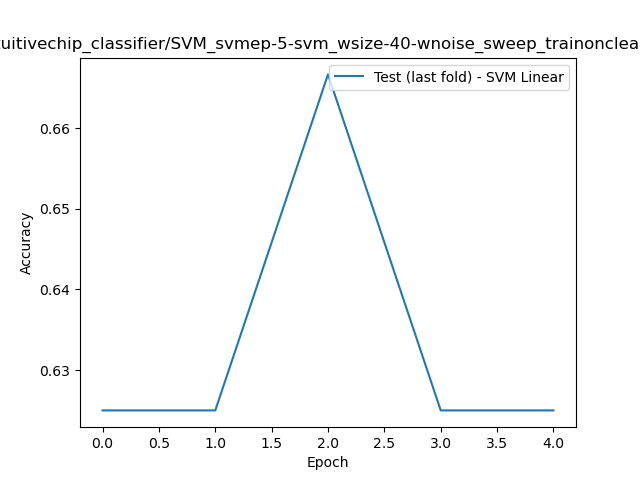 uitivechip_classifier/SVM_svmep-5-svm_wsize-40-wnoise_sweep_trainonclea
Test (last fold) - SVM Linear
0.66
0.65
0.64
0.63
Accuracy
0.0 0.5 1.0 1.5 2.0 2.5 3.0 3.5 4.0
Epoch